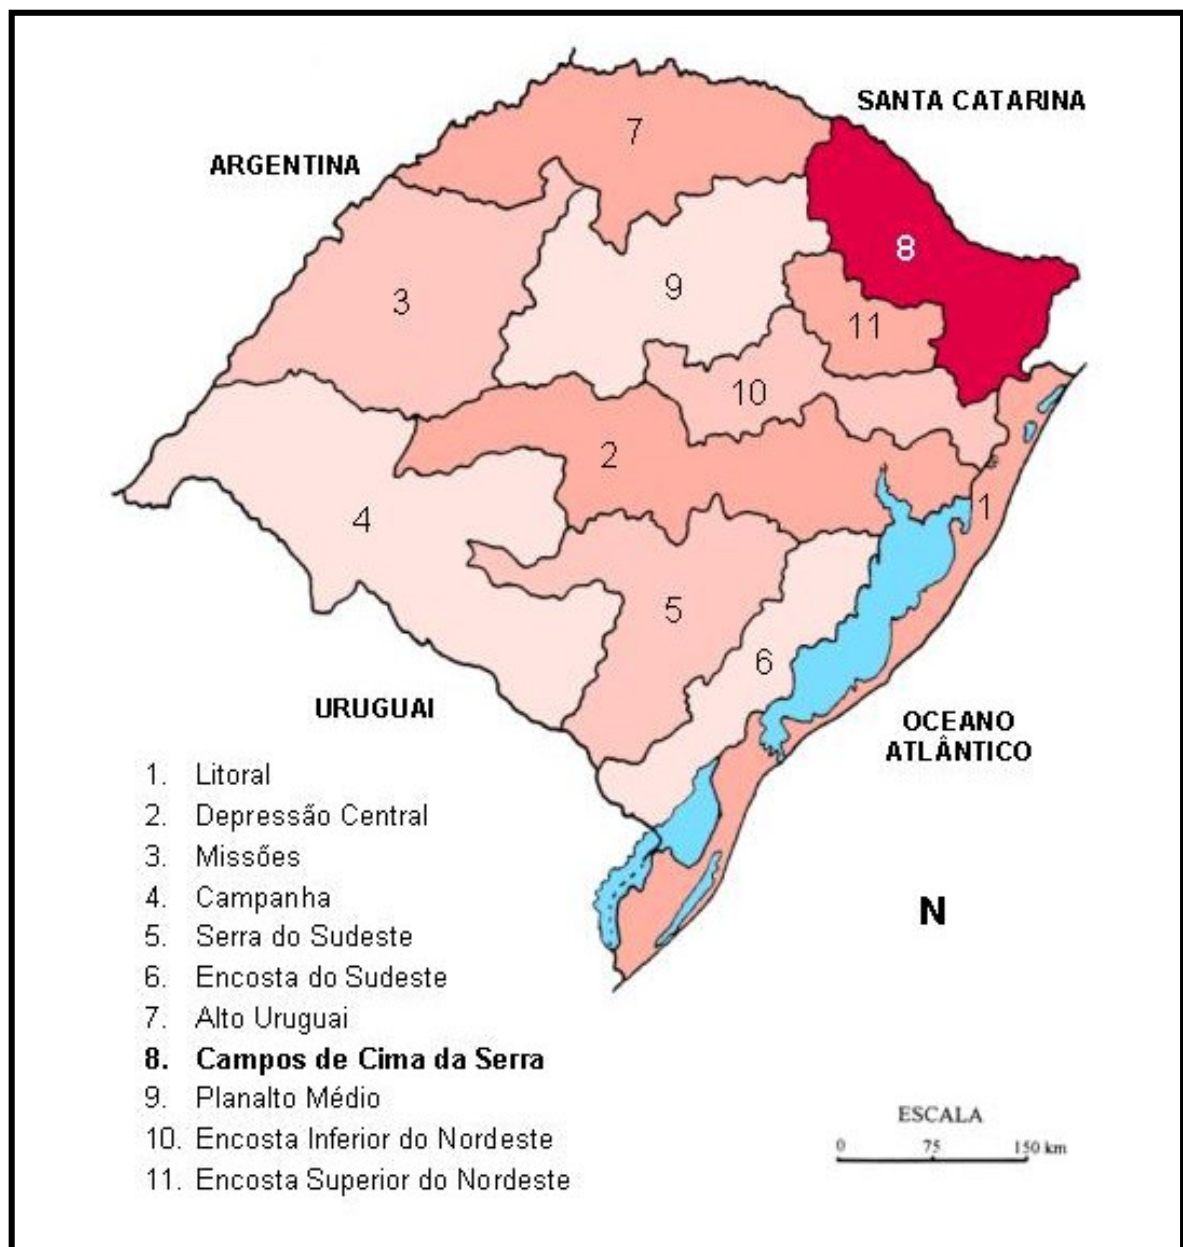 SANTA CATARINA
7
ARGENTINA
8
9
3
11
10
2
1
4
5
6
URUGUAI
OCEANO
ATLÂNTICO
1. Litoral
2. Depressão Central
3. Missões
4. Campanha
5. Serra do Sudeste
6. Encosta do Sudeste
7. Alto Uruguai
8. Campos de Cima da Serra
9. Planalto Médio
10. Encosta Inferior do Nordeste
11. Encosta Superior do Nordeste
N
ESCALA
0 75 150 km